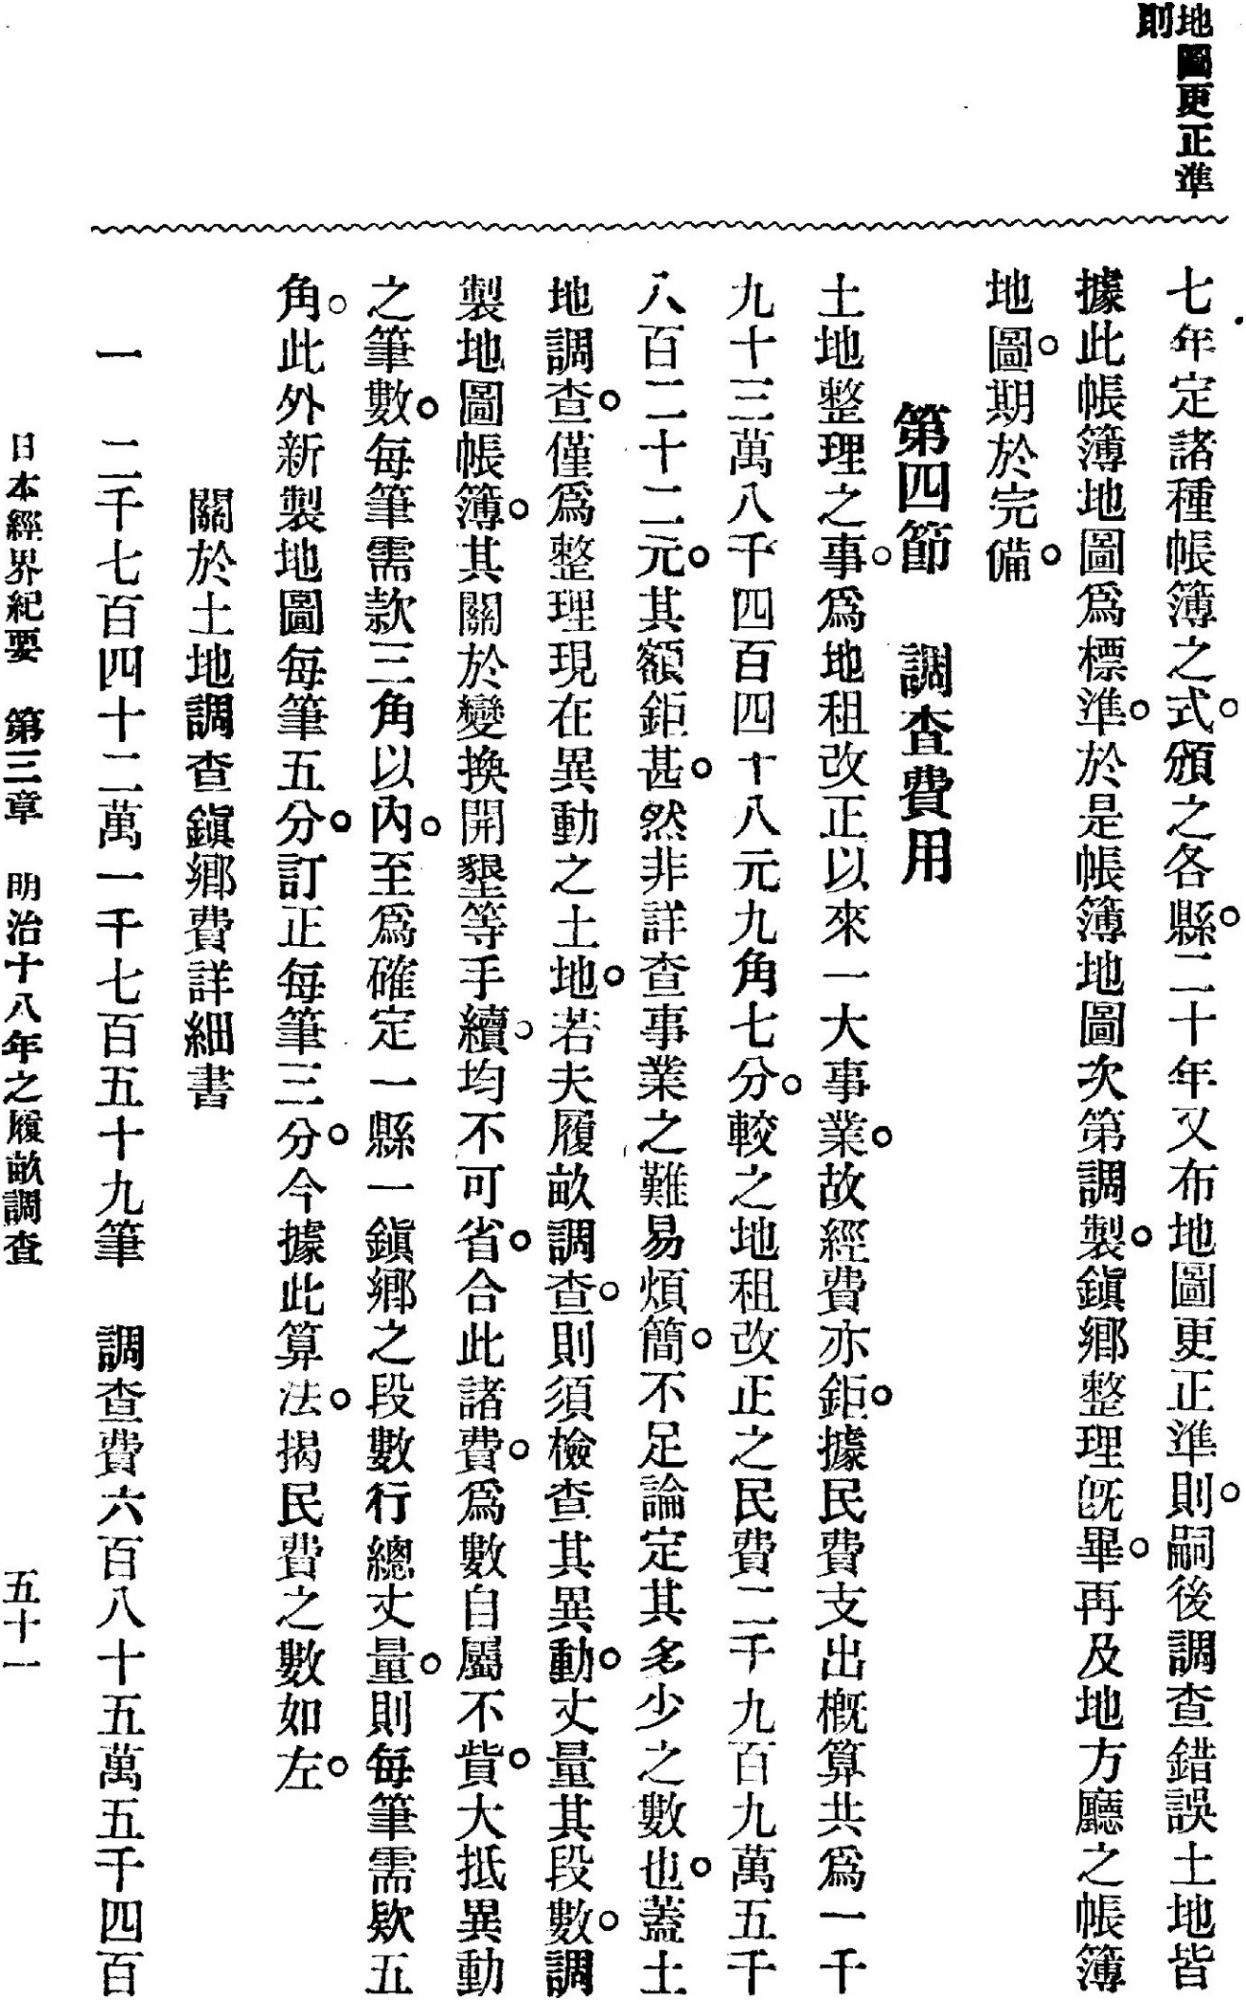 地圖更正準
則
七年定諸種帳簿之式。頒之各縣。二十年又布地圖更正準則。嗣後調查錯誤土地皆
據此帳簿地圖爲標準。於是帳簿地圖次第調製。鎭鄉整理旣畢。再及地方廳之帳簿
地圖。期於完備。
第四節　調查費用
土地整理之事。爲地租改正以來一大事業。故經費亦鉅。據民費支出槪算共爲一千
九十三萬八千四百四十八元九角七分。較之地租改正之民費二千九百九萬五千
八百二十二元。其額鉅甚。然非詳查事業之難易煩簡。不足論定其多少之數也。蓋土
地調查。僅爲整理現在異動之土地。若夫履畝調查。則須檢查其異動。丈量其段數。調
製地圖帳簿。其關於變換開墾等手續。均不可省。合此諸費。爲數自屬不貲。大抵異動
之筆數。每筆需款三角以內。至爲確定一縣一鎭鄉之段數行總丈量。則每筆需欵五
角。此外新製地圖每筆五分。訂正每筆三分。今據此算法。揭民費之數如左。
關於土地調查鎭鄉費詳細書
一　二千七百四十二萬一千七百五十九筆　調查費六百八十五萬五千四百
日本經界紀要　第三章　明治十八年之履畝調查　五十一